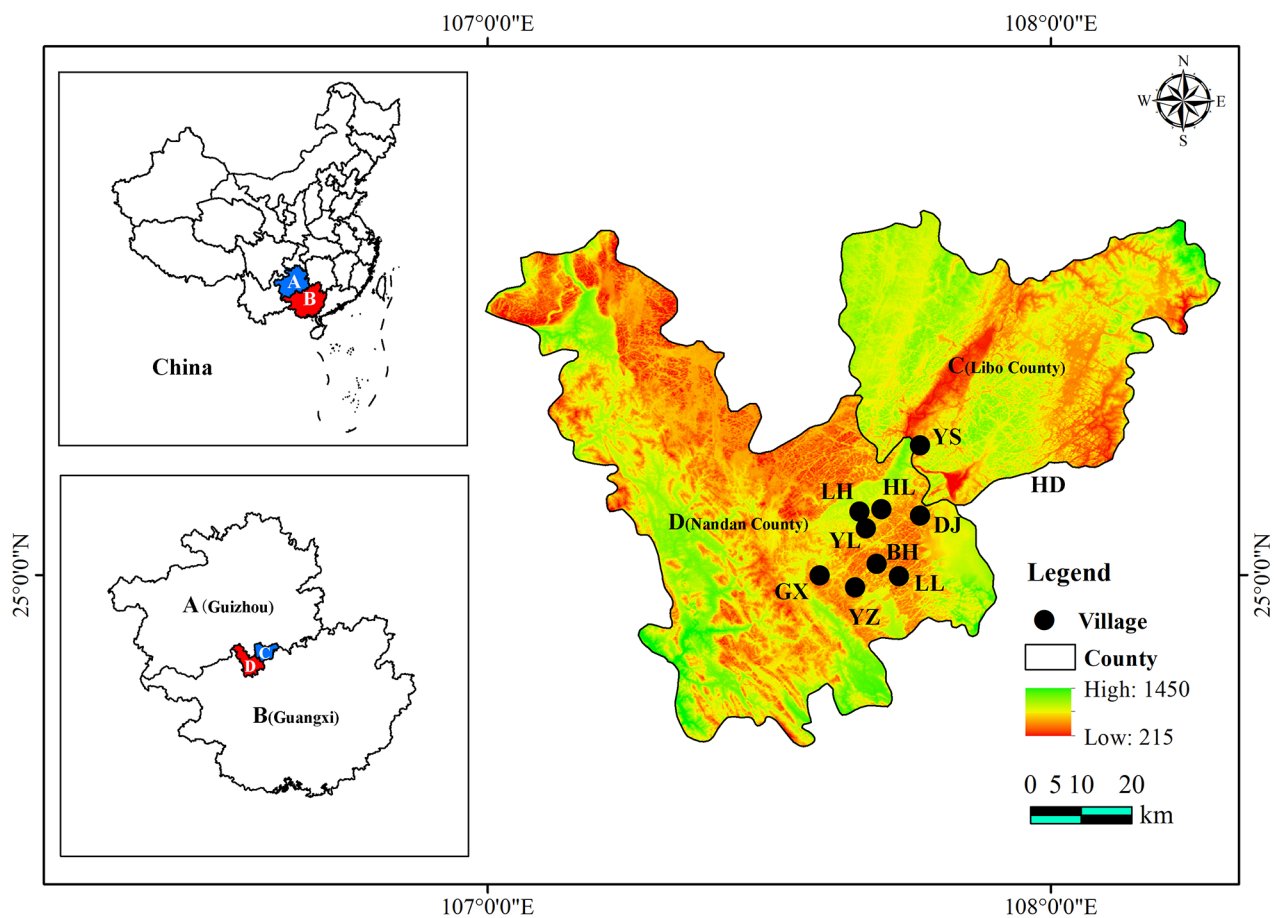 107°0'0"E
108°0'0"E
N
W
E
S
A
B
China
C(Libo County)
YS
HD
HL
LH
D(Nandan County)
DJ
YL
BH
25°0'0"N
25°0'0"N
GX
LL
YZ
A (Guizhou)
C
D
B(Guangxi)
Legend
Village
County
High: 1450
Low: 215
0 5 10 20
km
107°0'0"E
108°0'0"E